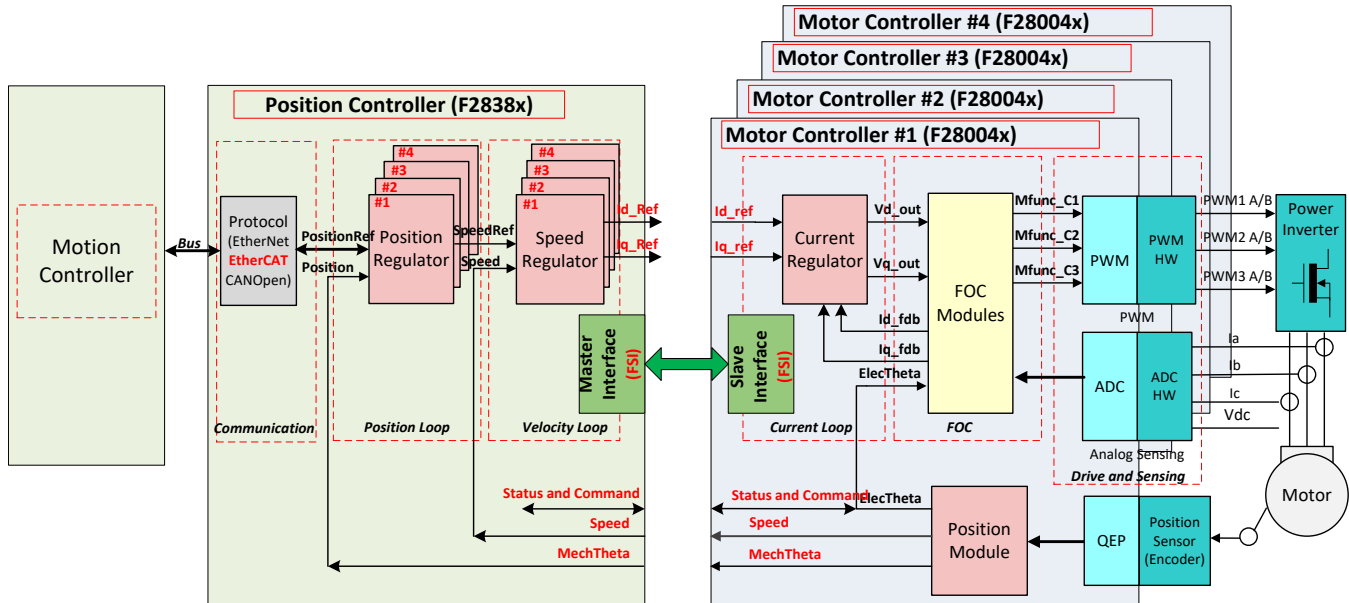 Motor Controller #4 (F28004x)
Motor Controller #3 (F28004x)
Motor Controller #2 (F28004x)
Motor Controller #1 (F28004x)
Position Controller (F2838x)
Motion
Controller
Bus
Protocol
(EtherNet
EtherCAT
CANOpen)
Communication
PositionRef
Position
#4
#3
#2
#1
Position
Regulator
Position Loop
SpeedRef
Speed
#4
#3
#2
#1
Speed
Regulator
Velocity Loop
Id_Ref
Iq_Ref
Master
Interface
(FSI)
Status and Command
Speed
MechTheta
Slave
Interface
(FSI)
Id_ref
Iq_ref
Current
Regulator
Current Loop
Vd_out
Vq_out
Id_fdb
Iq_fdb
ElecTheta
FOC
Modules
FOC
Mfunc_C1
Mfunc_C2
Mfunc_C3
PWM
PWM
HW
PWM
ADC
ADC
HW
Analog Sensing
Drive and Sensing
PWM1 A/B
PWM2 A/B
PWM3 A/B
Power
Inverter
Ia
Ib
Ic
Vdc
Motor
Status and Command
ElecTheta
Speed
MechTheta
Position
Module
QEP
Position
Sensor
(Encoder)